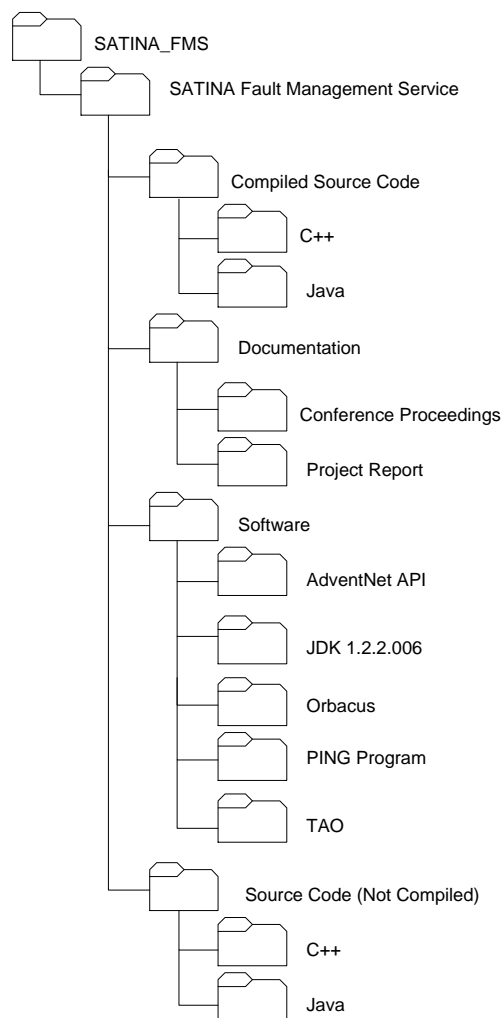 SATINA_FMS
SATINA Fault Management Service
Compiled Source Code
C++
Java
Documentation
Conference Proceedings
Project Report
Software
AdventNet API
JDK 1.2.2.006
Orbacus
PING Program
TAO
Source Code (Not Compiled)
C++
Java